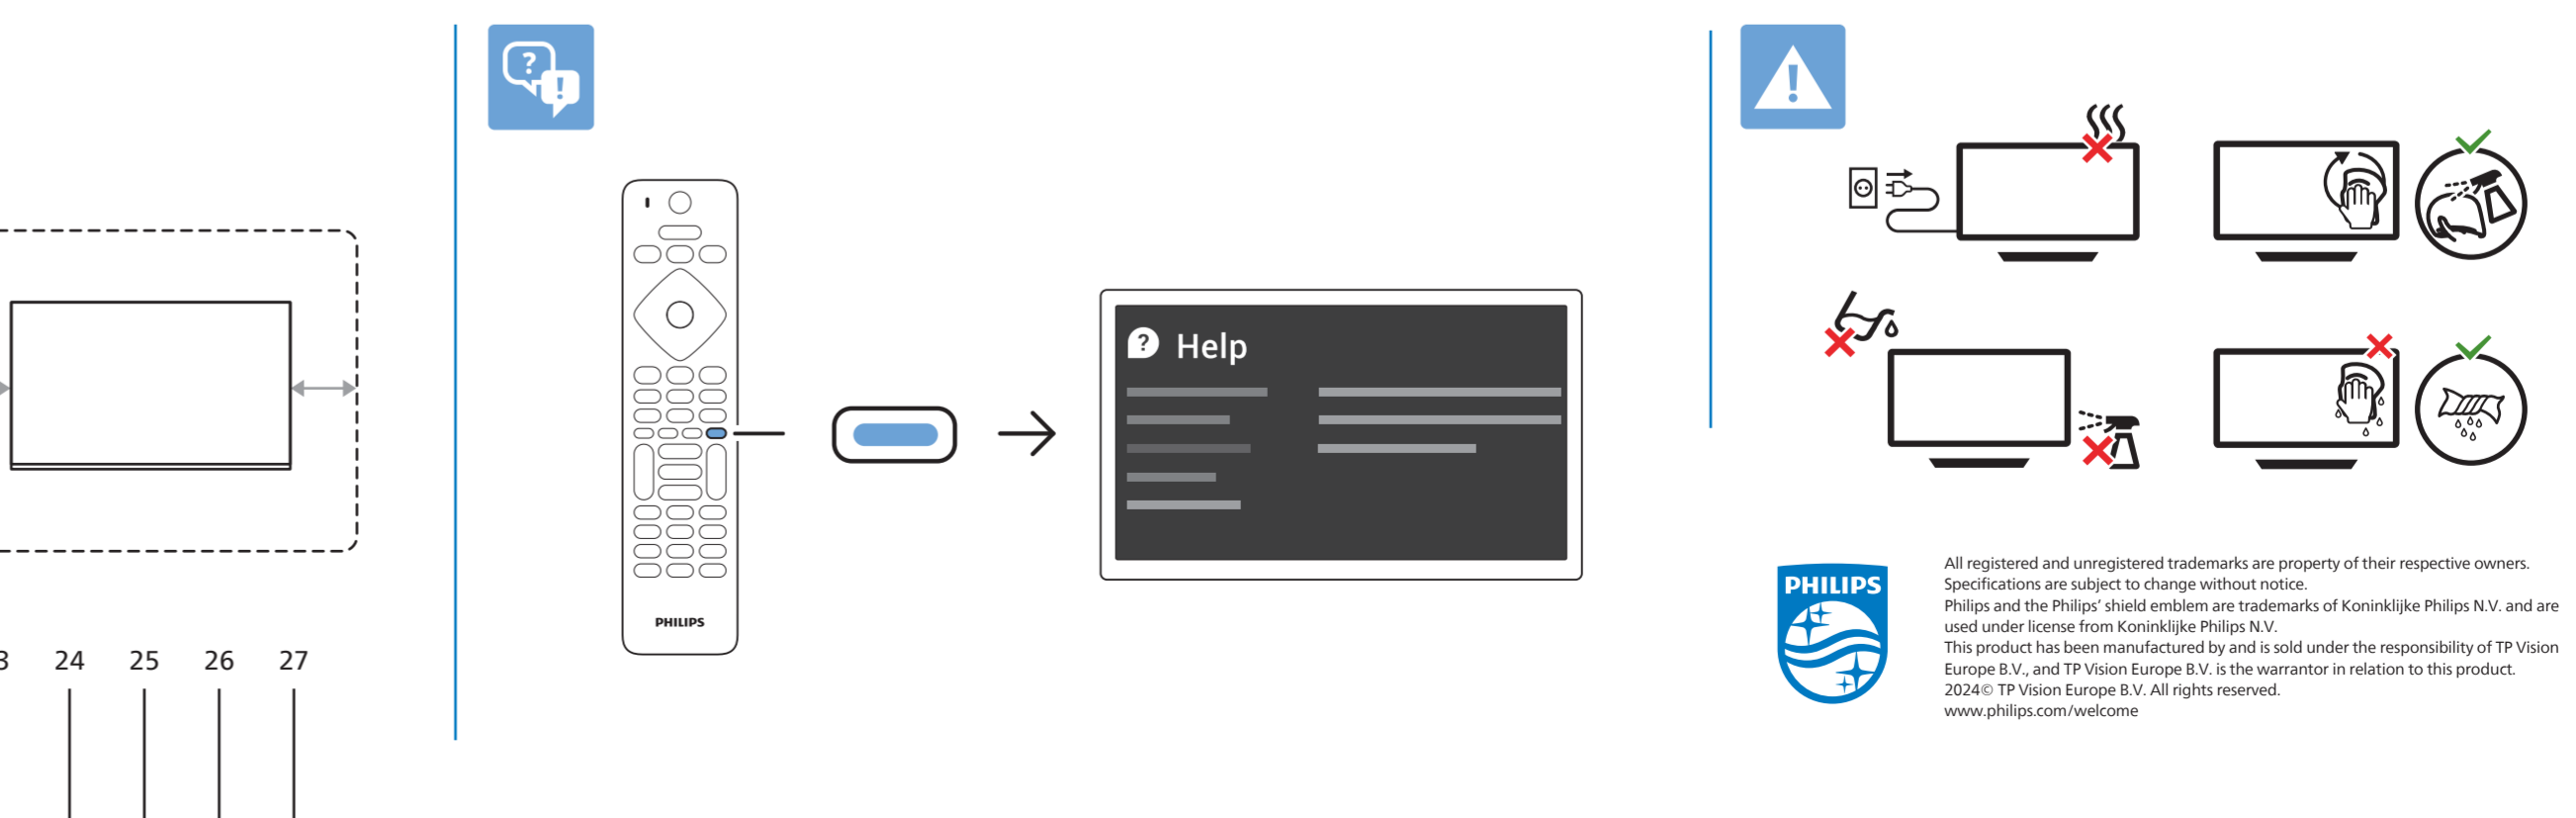 ?
!
PHILIPS
? Help
!
PHILIPS
All registered and unregistered trademarks are property of their respective owners.
Specifications are subject to change without notice.
Philips and the Philips' shield emblem are trademarks of Koninklijke Philips N.V. and are
used under license from Koninklijke Philips N.V.
This product has been manufactured by and is sold under the responsibility of TP Vision
Europe B.V., and TP Vision Europe B.V. is the warrantor in relation to this product.
2024© TP Vision Europe B.V. All rights reserved.
www.philips.com/welcome
24 25 26 27